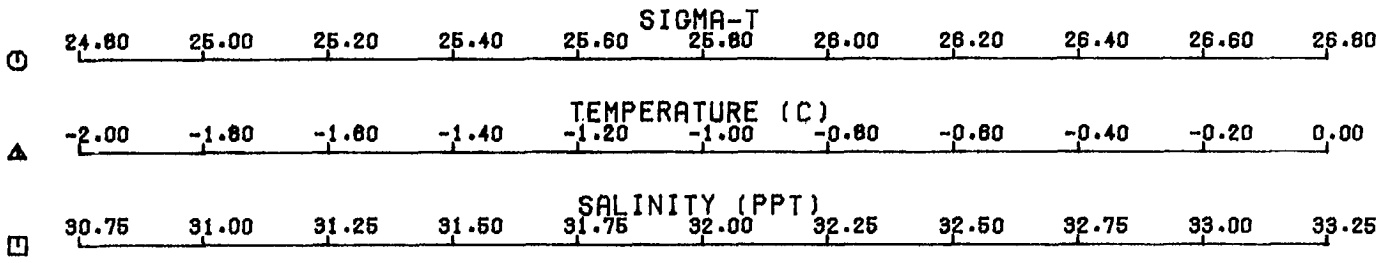 SIGMA-T
24.80 25.00 25.20 25.40 25.60 25.80 26.00 26.20 26.40 26.60 26.80
TEMPERATURE (C)
-2.00 -1.80 -1.60 -1.40 -1.20 -1.00 -0.80 -0.60 -0.40 -0.20 0.00
SALINITY (PPT)
30.75 31.00 31.25 31.50 31.75 32.00 32.25 32.50 32.75 33.00 33.25